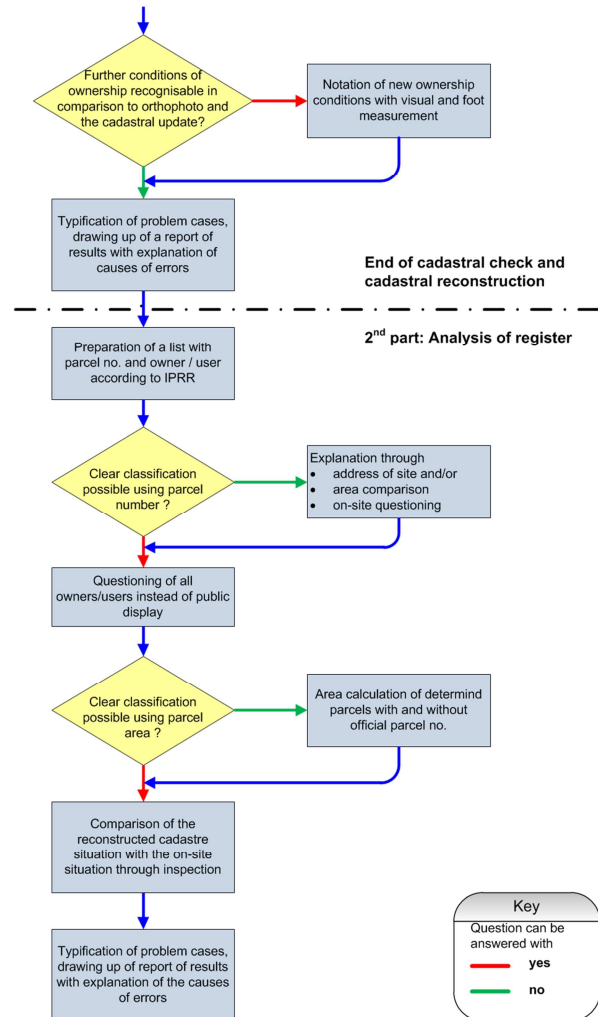 Further conditions of
ownership recognisable in
comparison to orthophoto and
the cadastral update?
Notation of new ownership
conditions with visual and foot
measurement
Typification of problem cases,
drawing up of a report of
results with explanation of
causes of errors
End of cadastral check and
cadastral reconstruction
2nd part: Analysis of register
Preparation of a list with
parcel no. and owner / user
according to IPRR
Clear classification
possible using parcel
number ?
Explanation through
• address of site and/or
• area comparison
• on-site questioning
Questioning of all
owners/users instead of public
display
Clear classification
possible using parcel
area ?
Area calculation of determind
parcels with and without
official parcel no.
Comparison of the
reconstructed cadastre
situation with the on-site
situation through inspection
Typification of problem cases,
drawing up of report of results
with explanation of the causes
of errors
Key
Question can be
answered with
yes
no